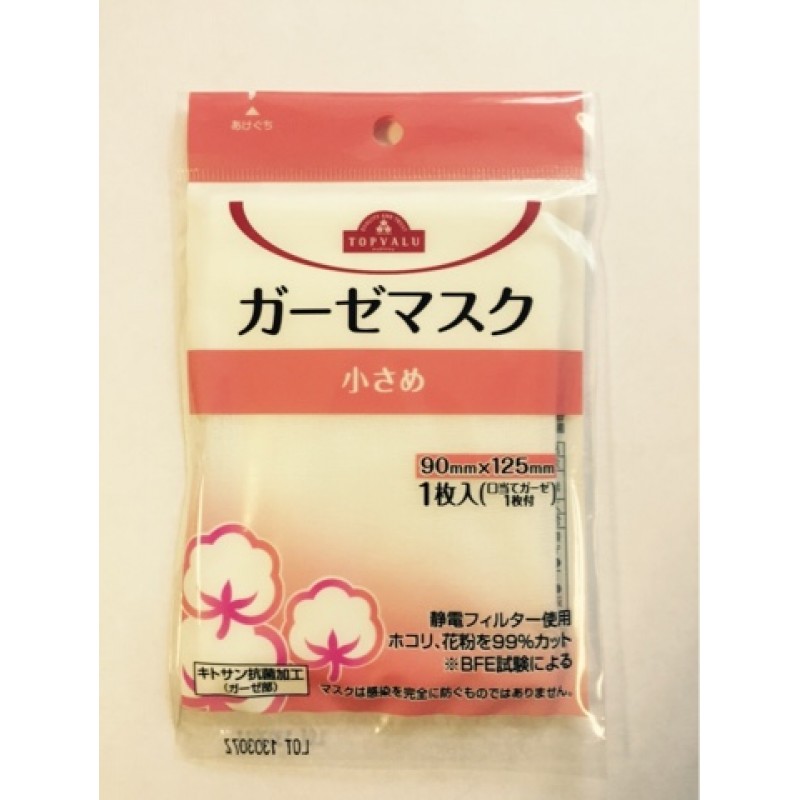 あけぐち
QUALITY AND TRUST
TOPVALU
ガーゼマスク
小さめ
90mm×125mm
1枚入(口当てガーゼ1枚付)
静電フィルター使用
ホコリ、花粉を99%カット
※BFE試験による
キトサン抗菌加工
(ガーゼ部)
マスクは感染を完全に防ぐものではありません。
LOT 1303072